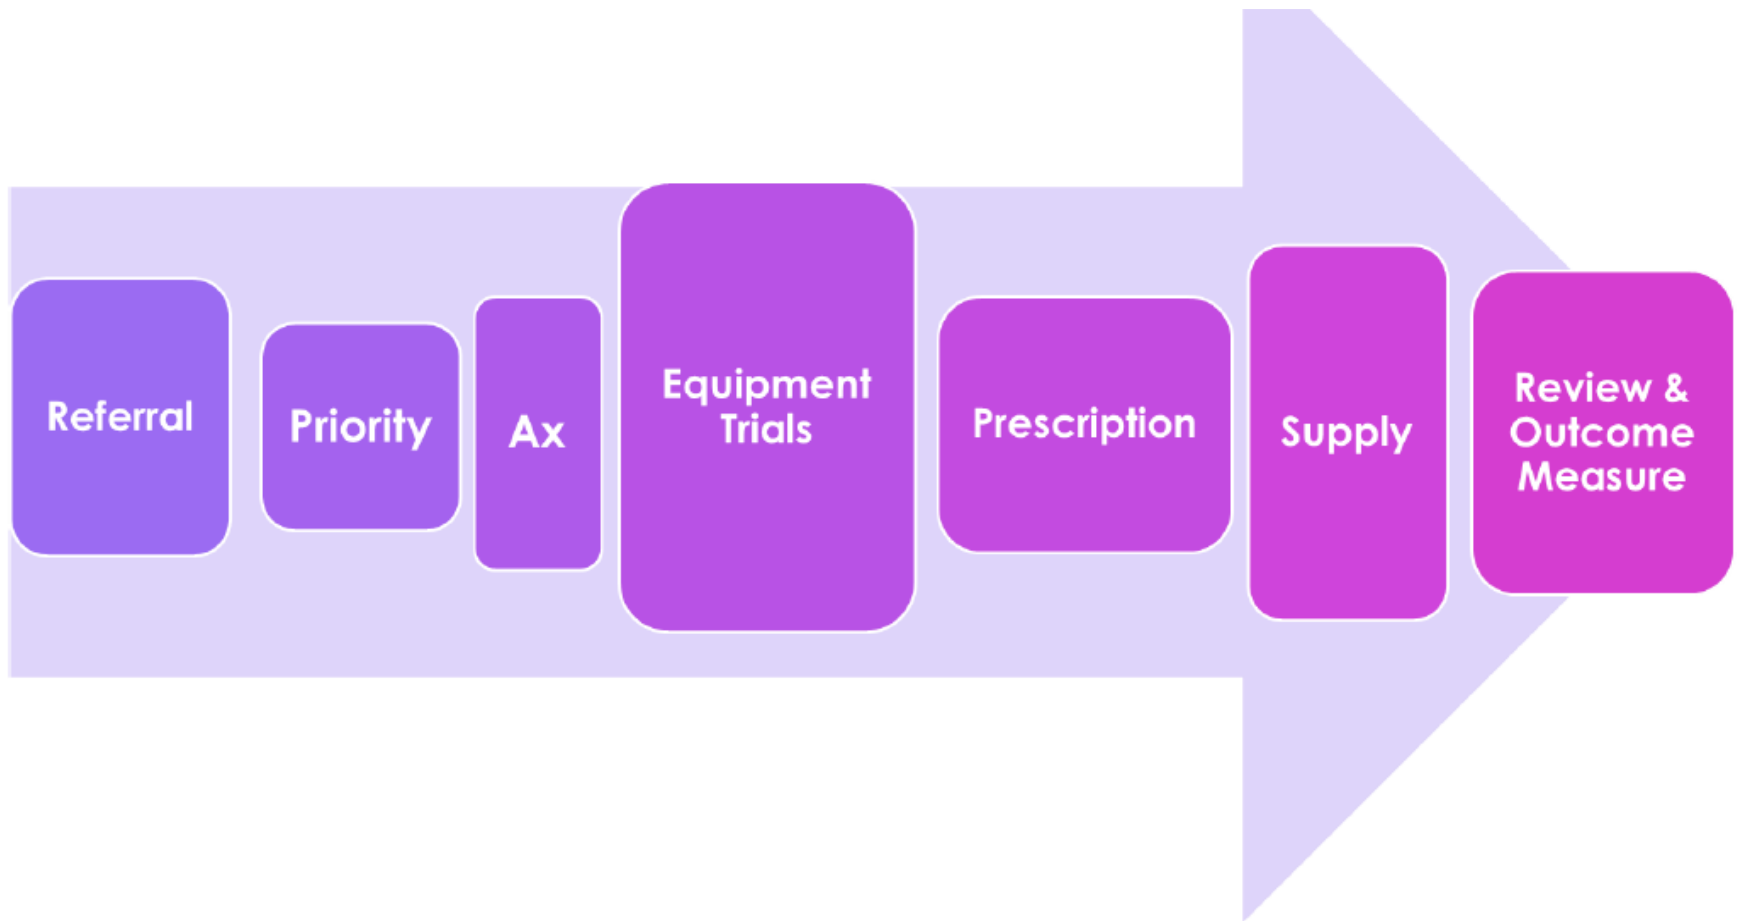 Referral
Priority
Ax
Equipment
Trials
Prescription
Supply
Review &
Outcome
Measure